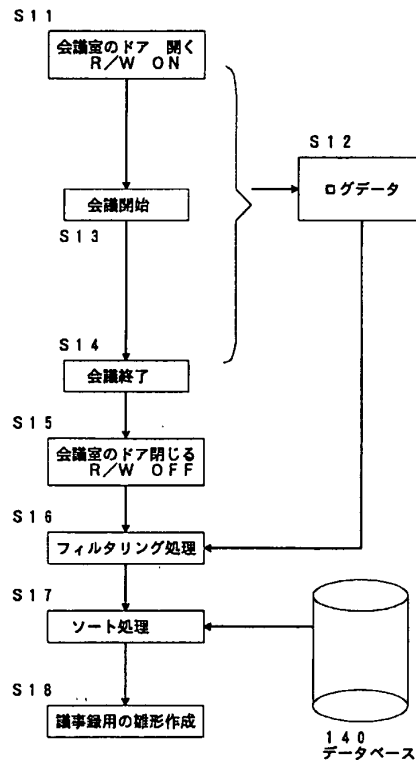 S11
会議室のドア　開く
R/W　ON
S12
ログデータ
会議開始
S13
S14
会議終了
S15
会議室のドア閉じる
R/W　OFF
S16
フィルタリング処理
S17
ソート処理
S18
議事録用の雛形作成
140
データベース